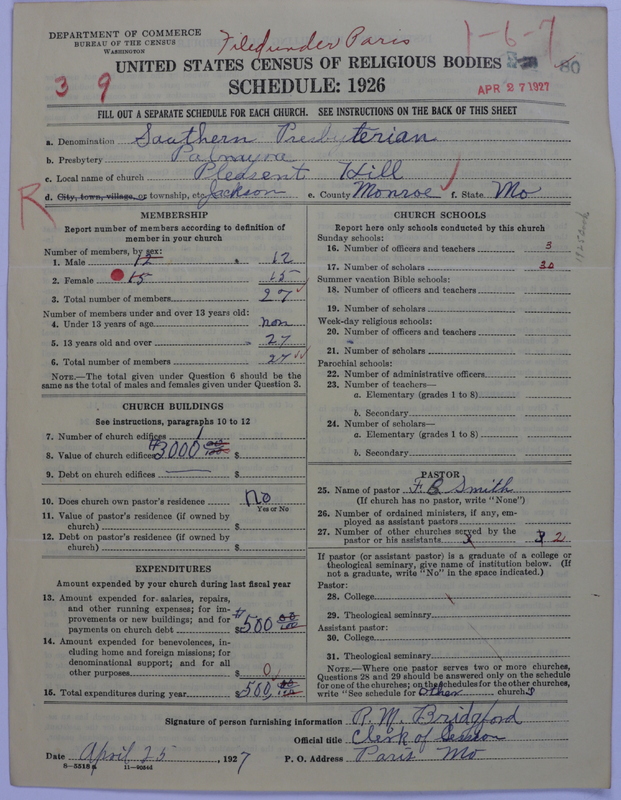 DEPARTMENT OF COMMERCE
BUREAU OF THE CENSUS
WASHINGTON
Filed under Paris
1-6-7
80
UNITED STATES CENSUS OF RELIGIOUS BODIES
3 9
SCHEDULE: 1926
APR 27 1927
FILL OUT A SEPARATE SCHEDULE FOR EACH CHURCH. SEE INSTRUCTIONS ON THE BACK OF THIS SHEET
a. Denomination Southern Presbyterian
b. Presbytery Palmayra
c. Local name of church Pleasent Hill
R
d. City, town, village, or township, etc. Jackson e. County Monroe f. State Mo
MEMBERSHIP
Report number of members according to definition of
member in your church
Number of members, by sex:
1. Male 12 12
2. Female 15 15
3. Total number of members 27
Number of members under and over 13 years old:
4. Under 13 years of age non
5. 13 years old and over 27
6. Total number of members 27
NOTE.—The total given under Question 6 should be
same as the total of males and females given under Question 3.
CHURCH BUILDINGS
See instructions, paragraphs 10 to 12
7. Number of church edifices 1
8. Value of church edifices $3000 00/100 $
9. Debt on church edifices $
10. Does church own pastor's residence No
Yes or No
11. Value of pastor's residence (if owned by
church) $
12. Debt on pastor's residence (if owned by
church) $
EXPENDITURES
Amount expended by your church during last fiscal year
13. Amount expended for salaries, repairs,
and other running expenses; for im-
provements or new buildings; and for
payments on church debt $500 00/100
14. Amount expended for benevolences, in-
cluding home and foreign missions; for
denominational support; and for all
other purposes $ 0
15. Total expenditures during year $500 00/100
CHURCH SCHOOLS
Report here only schools conducted by this church
Sunday schools:
16. Number of officers and teachers 3
17. Number of scholars 30
Summer vacation Bible schools:
18. Number of officers and teachers
19. Number of scholars
Week-day religious schools:
20. Number of officers and teachers
21. Number of scholars
Parochial schools:
22. Number of administrative officers
23. Number of teachers—
a. Elementary (grades 1 to 8)
b. Secondary
24. Number of scholars—
a. Elementary (grades 1 to 8)
b. Secondary
PASTOR
25. Name of pastor F. B. Smith
(If church has no pastor, write "None")
26. Number of ordained ministers, if any, em-
ployed as assistant pastors
27. Number of other churches served by the
pastor or his assistants 3 3 2
If pastor (or assistant pastor) is a graduate of a college or
theological seminary, give name of institution below. (If
not a graduate, write "No" in the space indicated.)
Pastor:
28. College
29. Theological seminary
Assistant pastor:
30. College
31. Theological seminary
NOTE.—Where one pastor serves two or more churches,
Questions 28 and 29 should be answered only on the schedule
for one of the churches; on the schedules for the other churches,
write "See schedule for Other church s
Signature of person furnishing information R. M. Bridgford
Official title Clerk of Session
Date April 25, 1927 P. O. Address Paris Mo
8-5518a 11-9054d